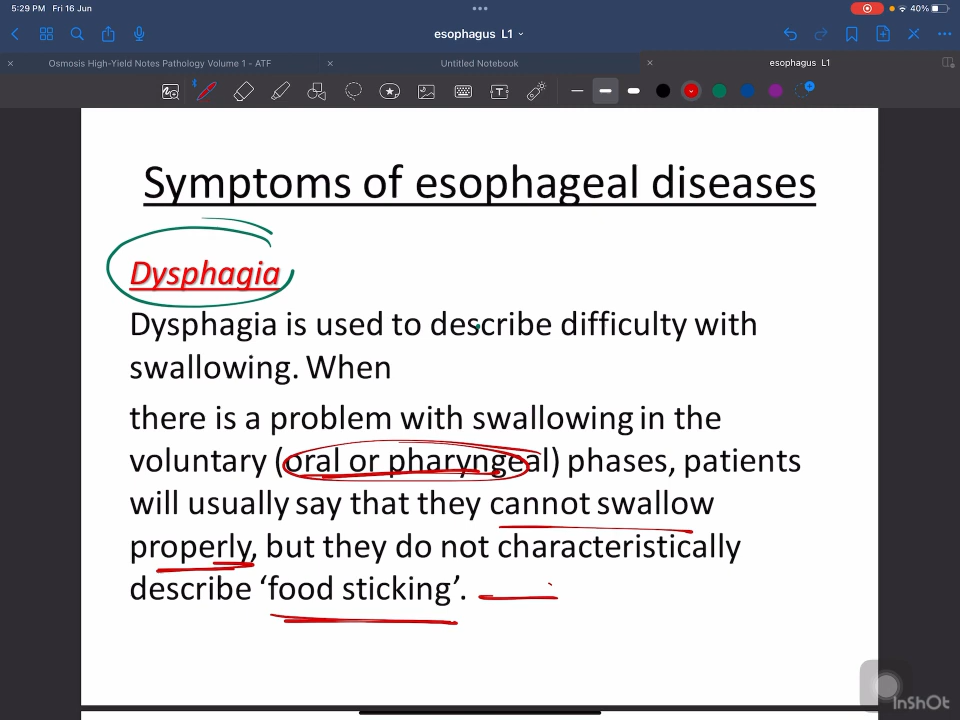 5:29 PM Fri 16 Jun
40%
esophagus L1
Osmosis High-Yield Notes Pathology Volume 1 - ATF
Untitled Notebook
esophagus L1
Symptoms of esophageal diseases
Dysphagia
Dysphagia is used to describe difficulty with
swallowing. When
there is a problem with swallowing in the
voluntary (oral or pharyngeal) phases, patients
will usually say that they cannot swallow
properly, but they do not characteristically
describe ‘food sticking’.
InShOt